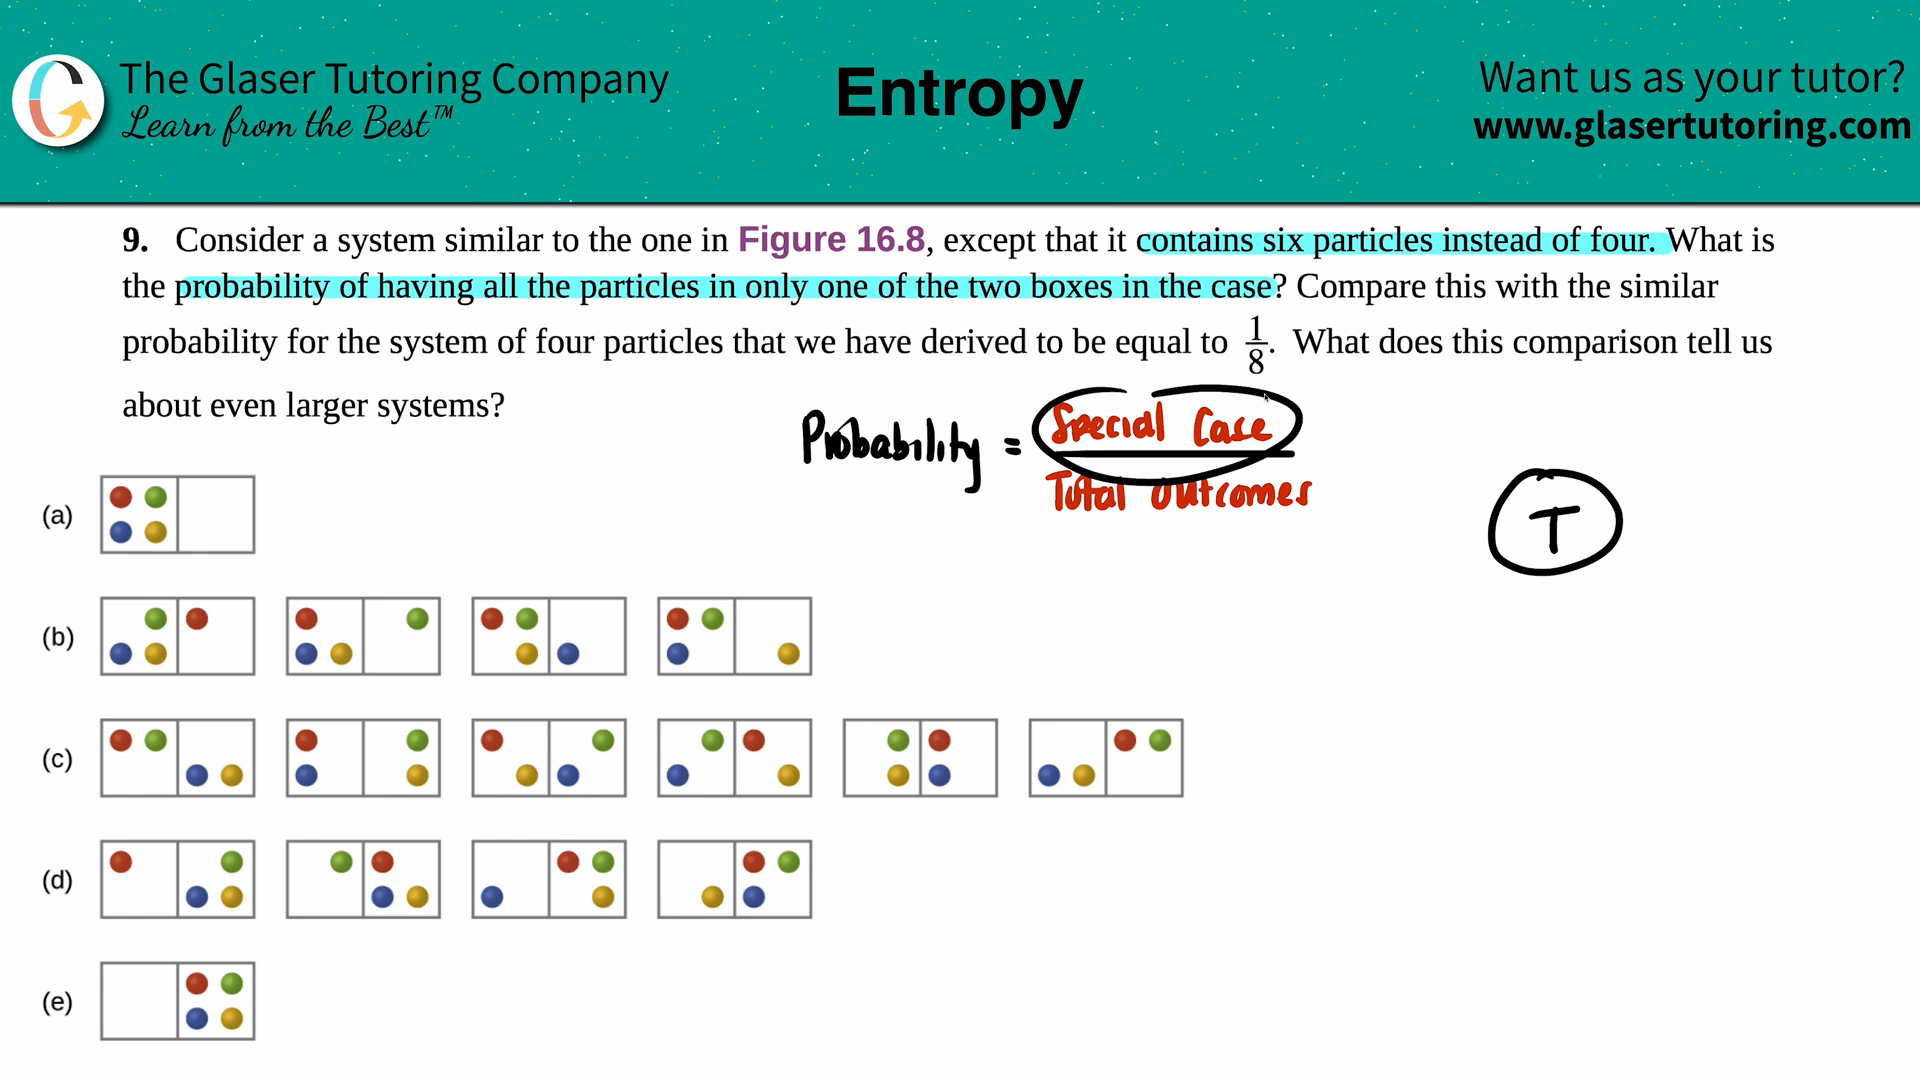 The Glaser Tutoring Company
Learn from the Best™
Entropy
Want us as your tutor?
www.glasertutoring.com
9. Consider a system similar to the one in Figure 16.8, except that it contains six particles instead of four. What is
the probability of having all the particles in only one of the two boxes in the case? Compare this with the similar
probability for the system of four particles that we have derived to be equal to 1/8. What does this comparison tell us
about even larger systems?
Probability = Special Case
Total outcomes
T
(a)
(b)
(c)
(d)
(e)